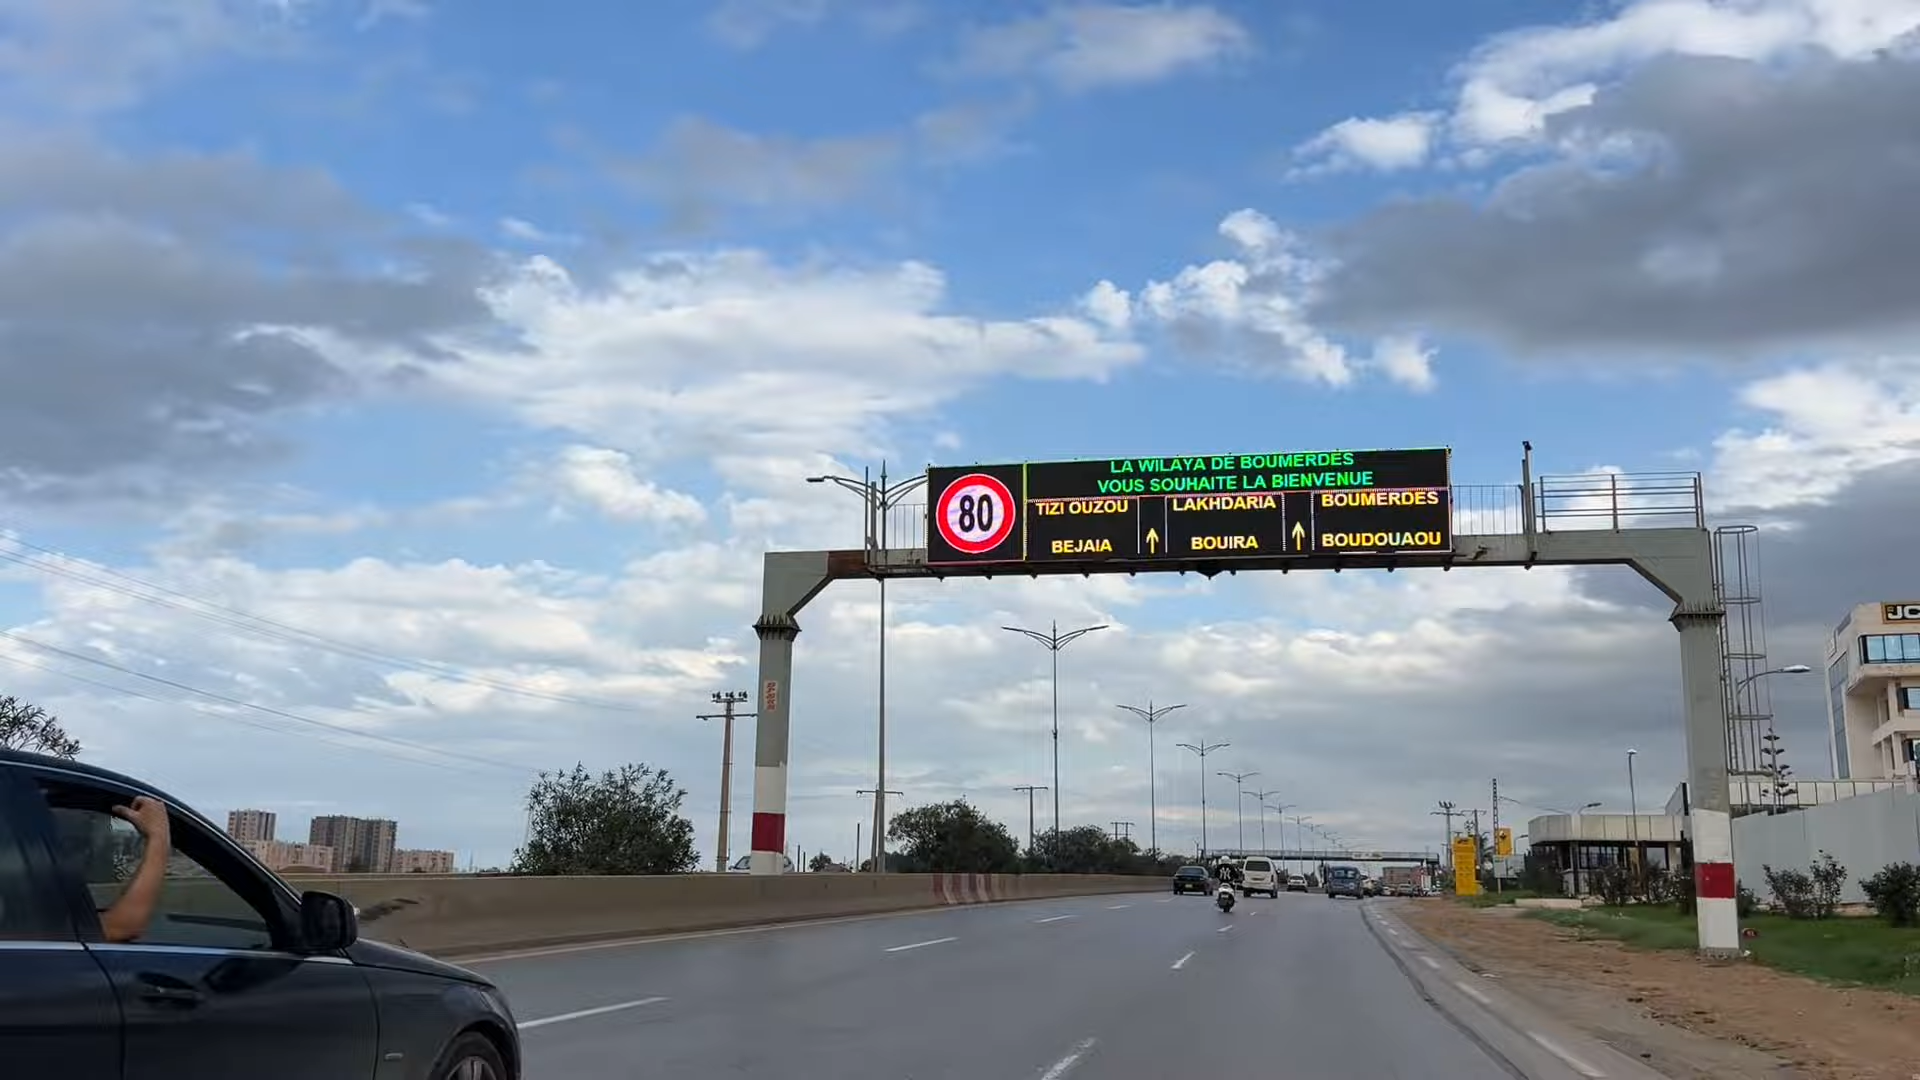 80
LA WILAYA DE BOUMERDES
VOUS SOUHAITE LA BIENVENUE
TIZI OUZOU
BEJAIA
LAKHDARIA
BOUIRA
BOUMERDES
BOUDOUAOU